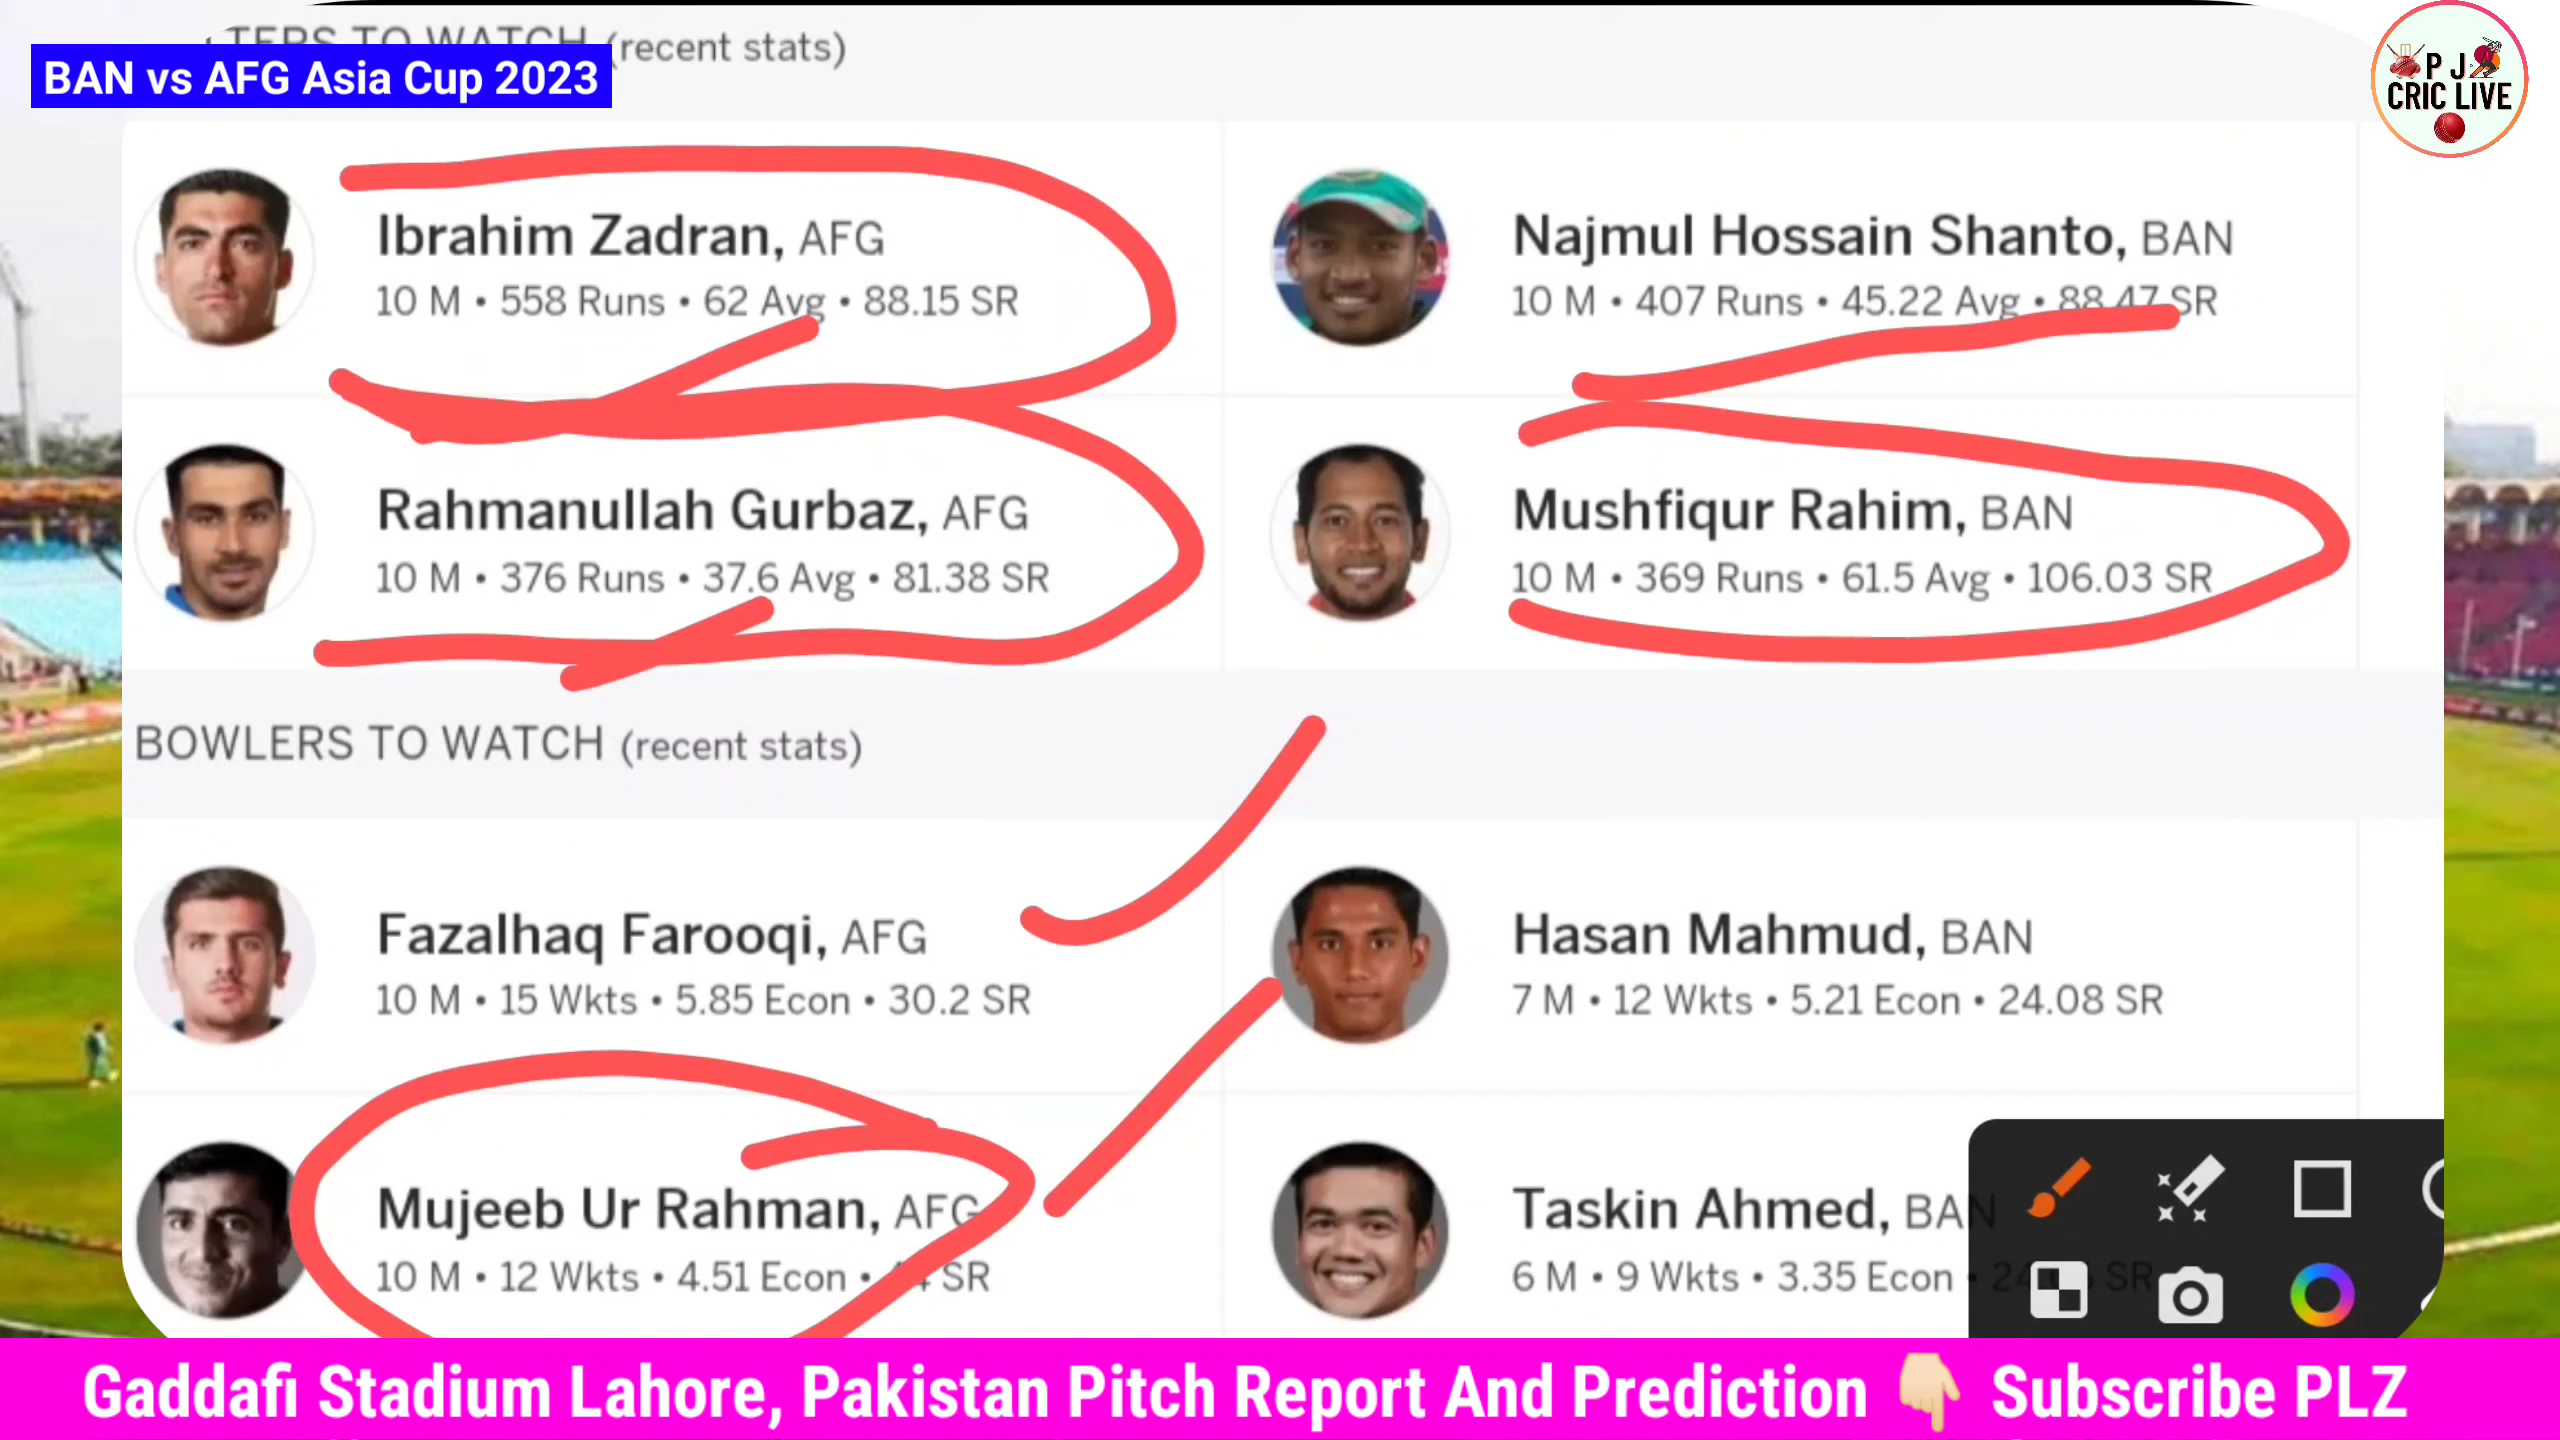 (recent stats)
BAN vs AFG Asia Cup 2023
P J
CRIC LIVE
Ibrahim Zadran, AFG
10 M • 558 Runs • 62 Avg • 88.15 SR
Najmul Hossain Shanto, BAN
10 M • 407 Runs • 45.22 Avg • 88.47 SR
Rahmanullah Gurbaz, AFG
10 M • 376 Runs • 37.6 Avg • 81.38 SR
Mushfiqur Rahim, BAN
10 M • 369 Runs • 61.5 Avg • 106.03 SR
BOWLERS TO WATCH (recent stats)
Fazalhaq Farooqi, AFG
10 M • 15 Wkts • 5.85 Econ • 30.2 SR
Hasan Mahmud, BAN
7 M • 12 Wkts • 5.21 Econ • 24.08 SR
Mujeeb Ur Rahman, AFG
10 M • 12 Wkts • 4.51 Econ • SR
Taskin Ahmed, BAN
6 M • 9 Wkts • 3.35 Econ • SR
Gaddafi Stadium Lahore, Pakistan Pitch Report And Prediction 👇 Subscribe PLZ